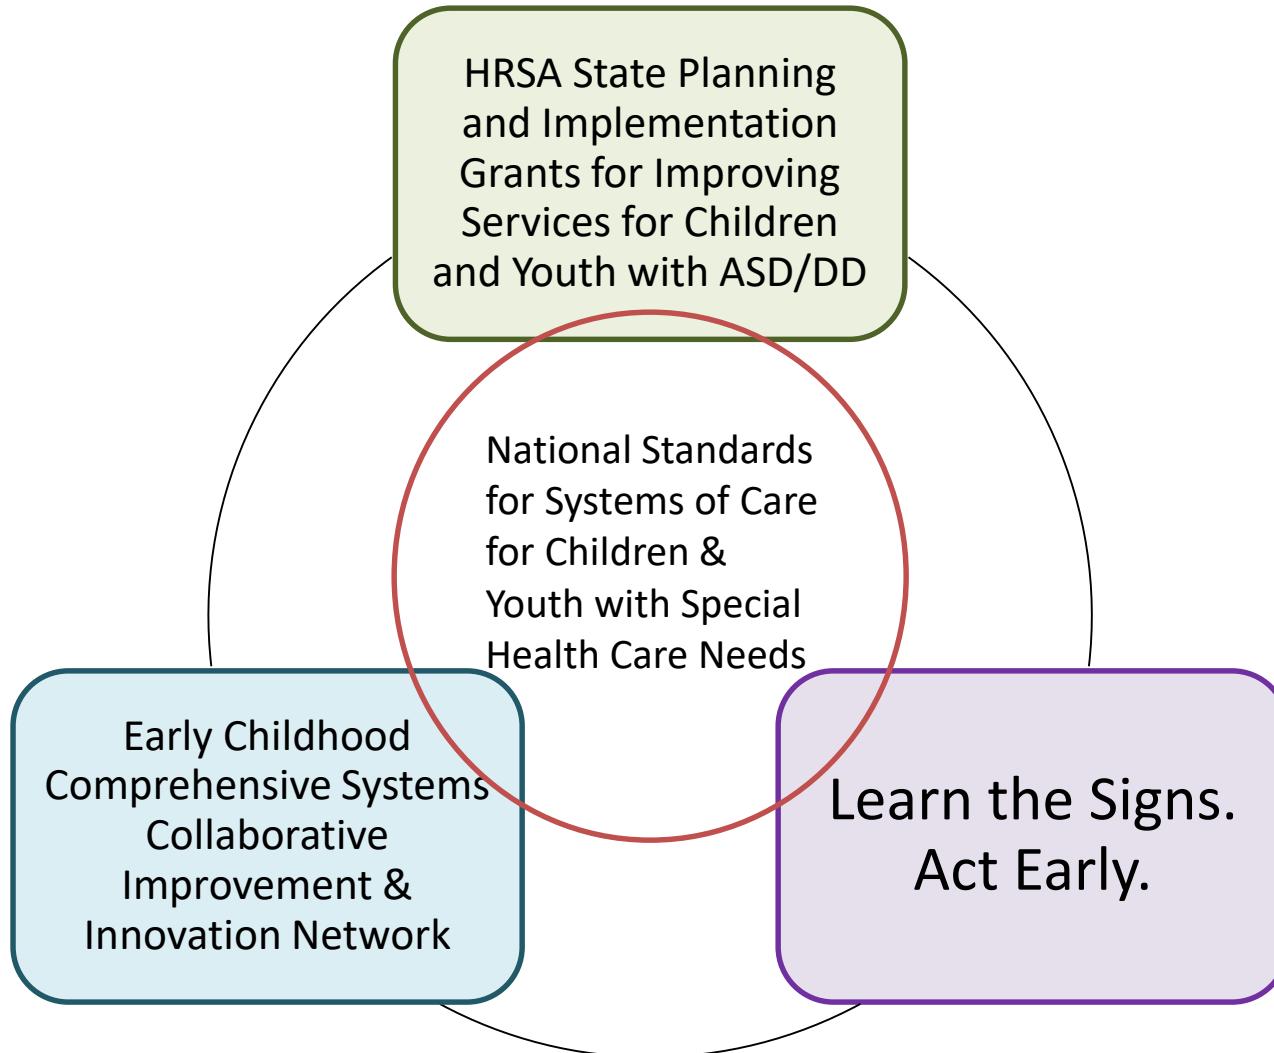 HRSA State Planning
and Implementation
Grants for Improving
Services for Children
and Youth with ASD/DD
National Standards
for Systems of Care
for Children &
Youth with Special
Health Care Needs
Early Childhood
Comprehensive Systems
Collaborative
Improvement &
Innovation Network
Learn the Signs.
Act Early.